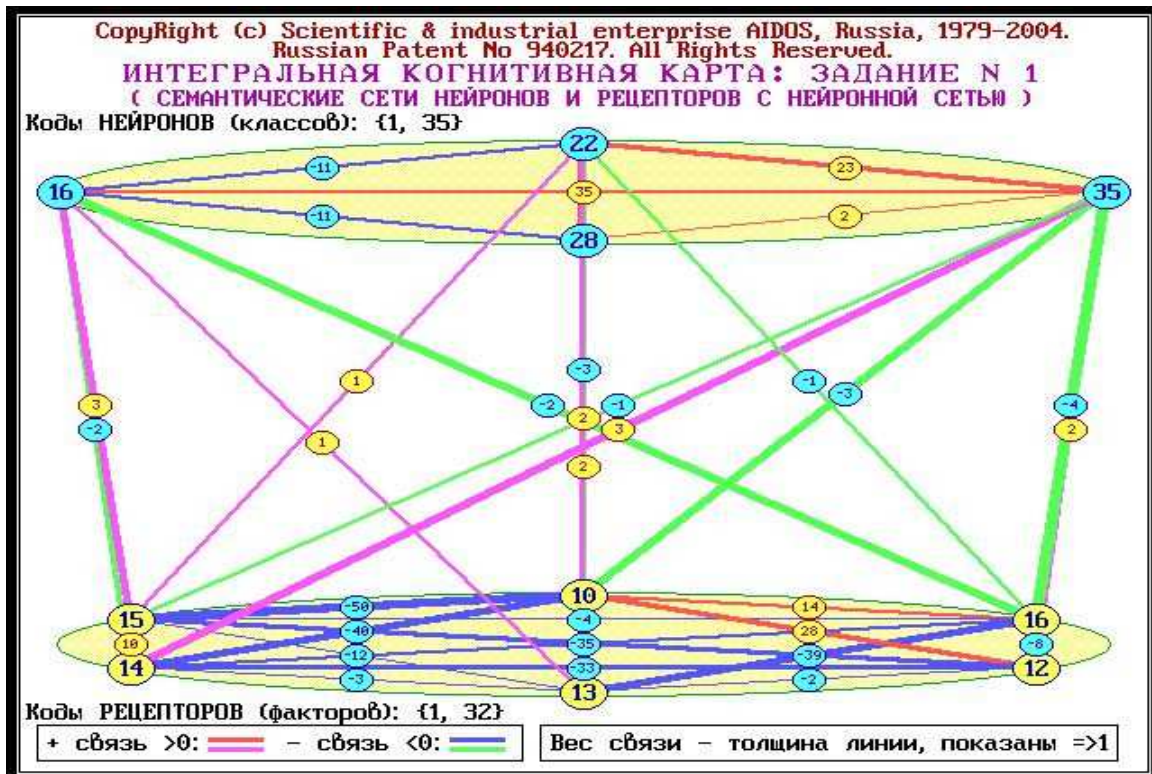 CopyRight (c) Scientific & industrial enterprise AIDOS, Russia, 1979-2004.
Russian Patent No 940217. All Rights Reserved.
ИНТЕГРАЛЬНАЯ КОГНИТИВНАЯ КАРТА: ЗАДАНИЕ N 1
( СЕМАНТИЧЕСКИЕ СЕТИ НЕЙРОНОВ И РЕЦЕПТОРОВ С НЕЙРОННОЙ СЕТЬЮ )
Коды НЕЙРОНОВ (классов): {1, 35}
22
-11 23
16 35 35
-11 2
28
-3
1 -1
-3
3 -2 -1 -4
2
-2 3 2
1
2
10
-50 14
15 -4 16
-40 28
10 -35 -8
-12 -39
14 -33 12
-3 -2
13
Коды РЕЦЕПТОРОВ (факторов): {1, 32}
+ связь >0: - связь <0:
Вес связи - толщина линии, показаны =>1